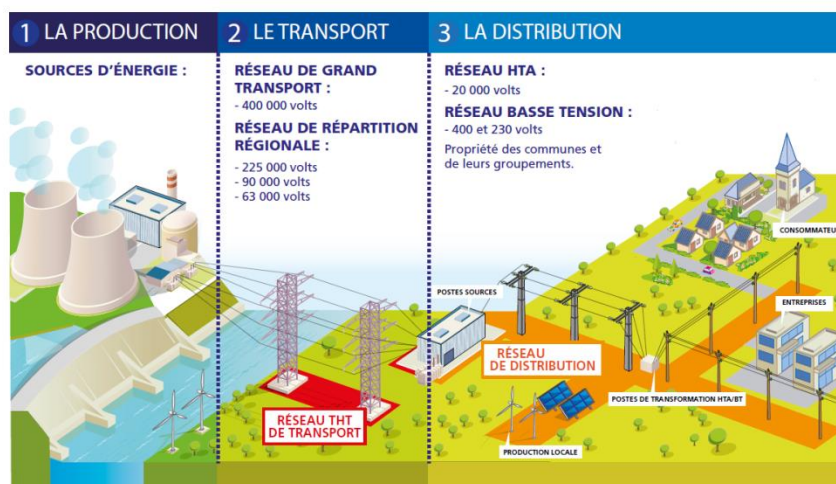 1 LA PRODUCTION
SOURCES D'ÉNERGIE :
2 LE TRANSPORT
RÉSEAU DE GRAND
TRANSPORT :
- 400 000 volts
RÉSEAU DE RÉPARTITION
RÉGIONALE :
- 225 000 volts
- 90 000 volts
- 63 000 volts
3 LA DISTRIBUTION
RÉSEAU HTA :
- 20 000 volts
RÉSEAU BASSE TENSION :
- 400 et 230 volts
Propriété des communes et
de leurs groupements.
CONSOMMATEU
POSTES SOURCES
ENTREPRISES
RÉSEAU
DE DISTRIBUTION
POSTES DE TRANSFORMATION HTA/BT
RÉSEAU THT
DE TRANSPORT
PRODUCTION LOCALE